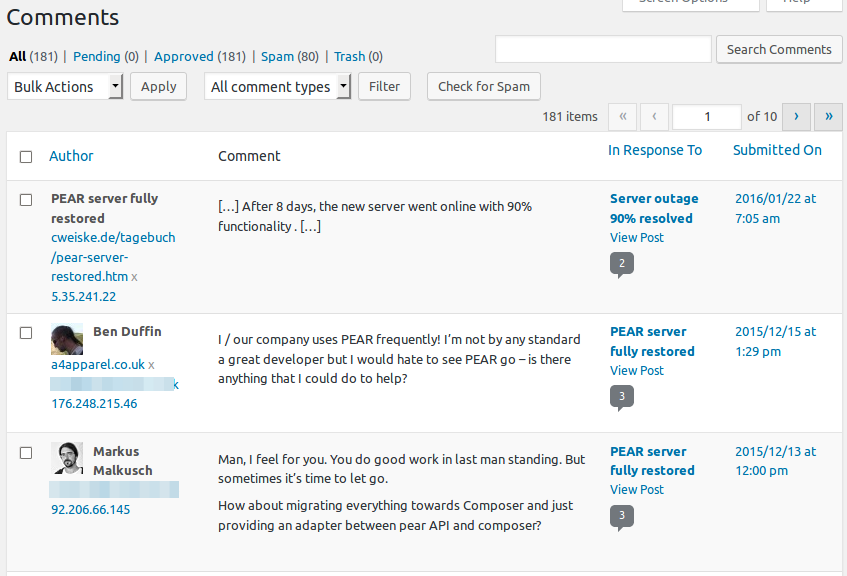 Screen Options
Help
Comments
All (181) | Pending (0) | Approved (181) | Spam (80) | Trash (0)
Search Comments
Bulk Actions
Apply
All comment types
Filter
Check for Spam
181 items
«
‹
1
of 10
›
»
Author
Comment
In Response To
Submitted On
PEAR server fully
restored
cweiske.de/tagebuch
/pear-server-
restored.htm x
5.35.241.22
[…] After 8 days, the new server went online with 90%
functionality . […]
Server outage
90% resolved
View Post
2
2016/01/22 at
7:05 am
Ben Duffin
a4apparel.co.uk x
k
176.248.215.46
I / our company uses PEAR frequently! I'm not by any standard
a great developer but I would hate to see PEAR go – is there
anything that I could do to help?
PEAR server
fully restored
View Post
3
2015/12/15 at
1:29 pm
Markus
Malkusch
92.206.66.145
Man, I feel for you. You do good work in last man standing. But
sometimes it's time to let go.
How about migrating everything towards Composer and just
providing an adapter between pear API and composer?
PEAR server
fully restored
View Post
3
2015/12/13 at
12:00 pm